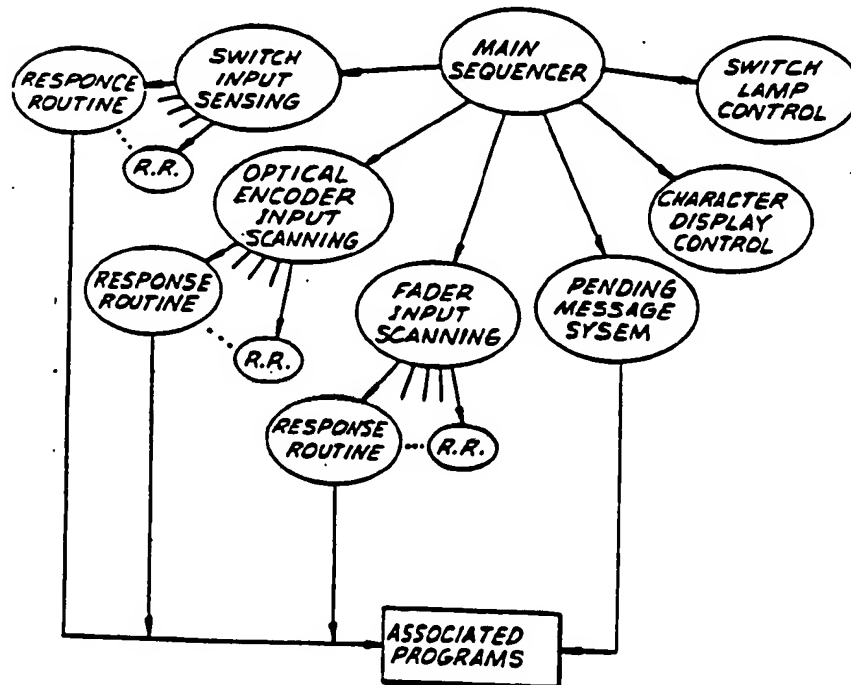 MAIN
SEQUENCER
SWITCH
INPUT
SENSING
RESPONCE
ROUTINE
R.R.
SWITCH
LAMP
CONTROL
OPTICAL
ENCODER
INPUT
SCANNING
CHARACTER
DISPLAY
CONTROL
RESPONSE
ROUTINE
R.R.
FADER
INPUT
SCANNING
PENDING
MESSAGE
SYSEM
RESPONSE
ROUTINE
R.R.
ASSOCIATED
PROGRAMS